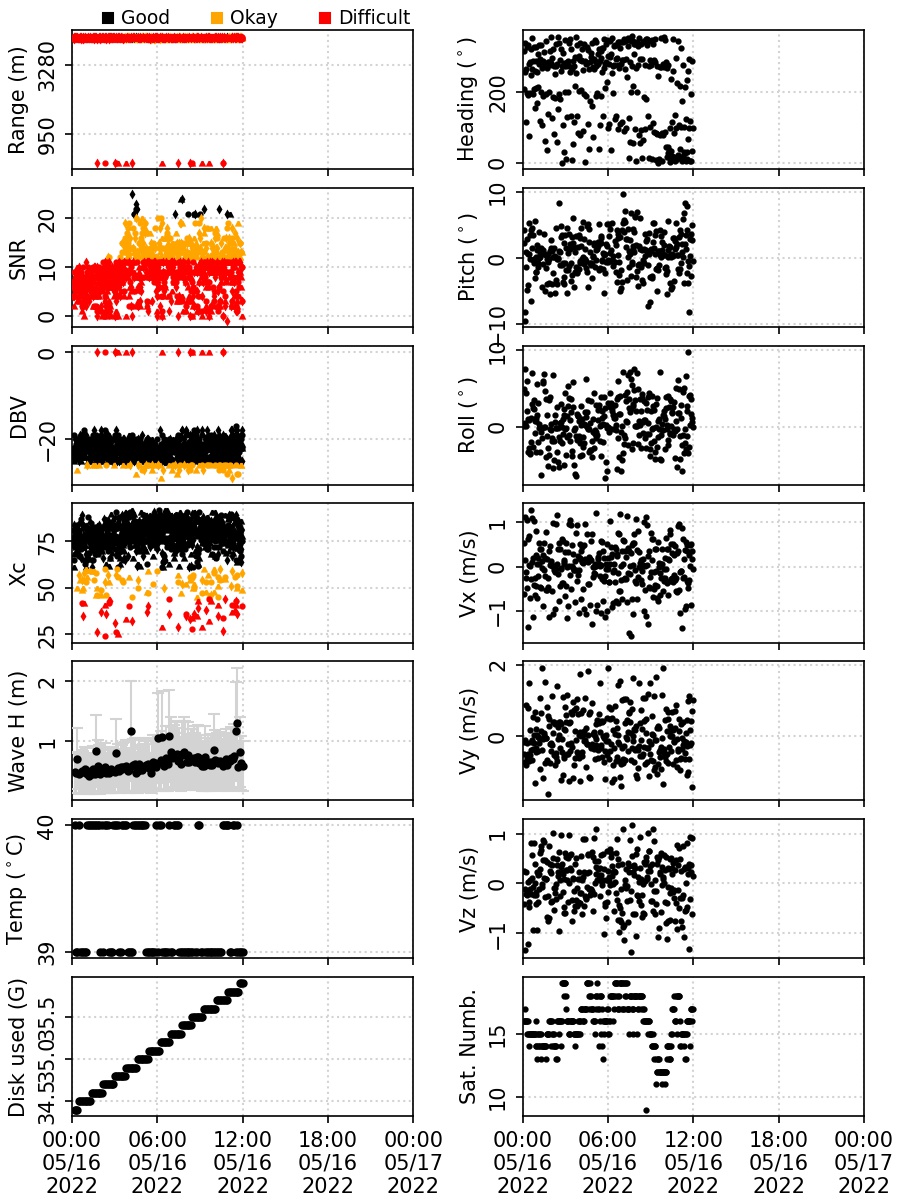 Good Okay Difficult
Range (m)
3280
950
Heading (°)
200
0
SNR
20
10
0
Pitch (°)
10
0
−10
DBV
0
−20
Roll (°)
10
0
Xc
75
50
25
Vx (m/s)
1
0
−1
Wave H (m)
2
1
Vy (m/s)
2
0
Temp (°C)
40
39
Vz (m/s)
1
0
−1
Disk used (G)
35.5
35.0
34.5
Sat. Numb.
15
10
00:00 06:00 12:00 18:00 00:00
05/16 05/16 05/16 05/16 05/17
2022 2022 2022 2022 2022
00:00 06:00 12:00 18:00 00:00
05/16 05/16 05/16 05/16 05/17
2022 2022 2022 2022 2022